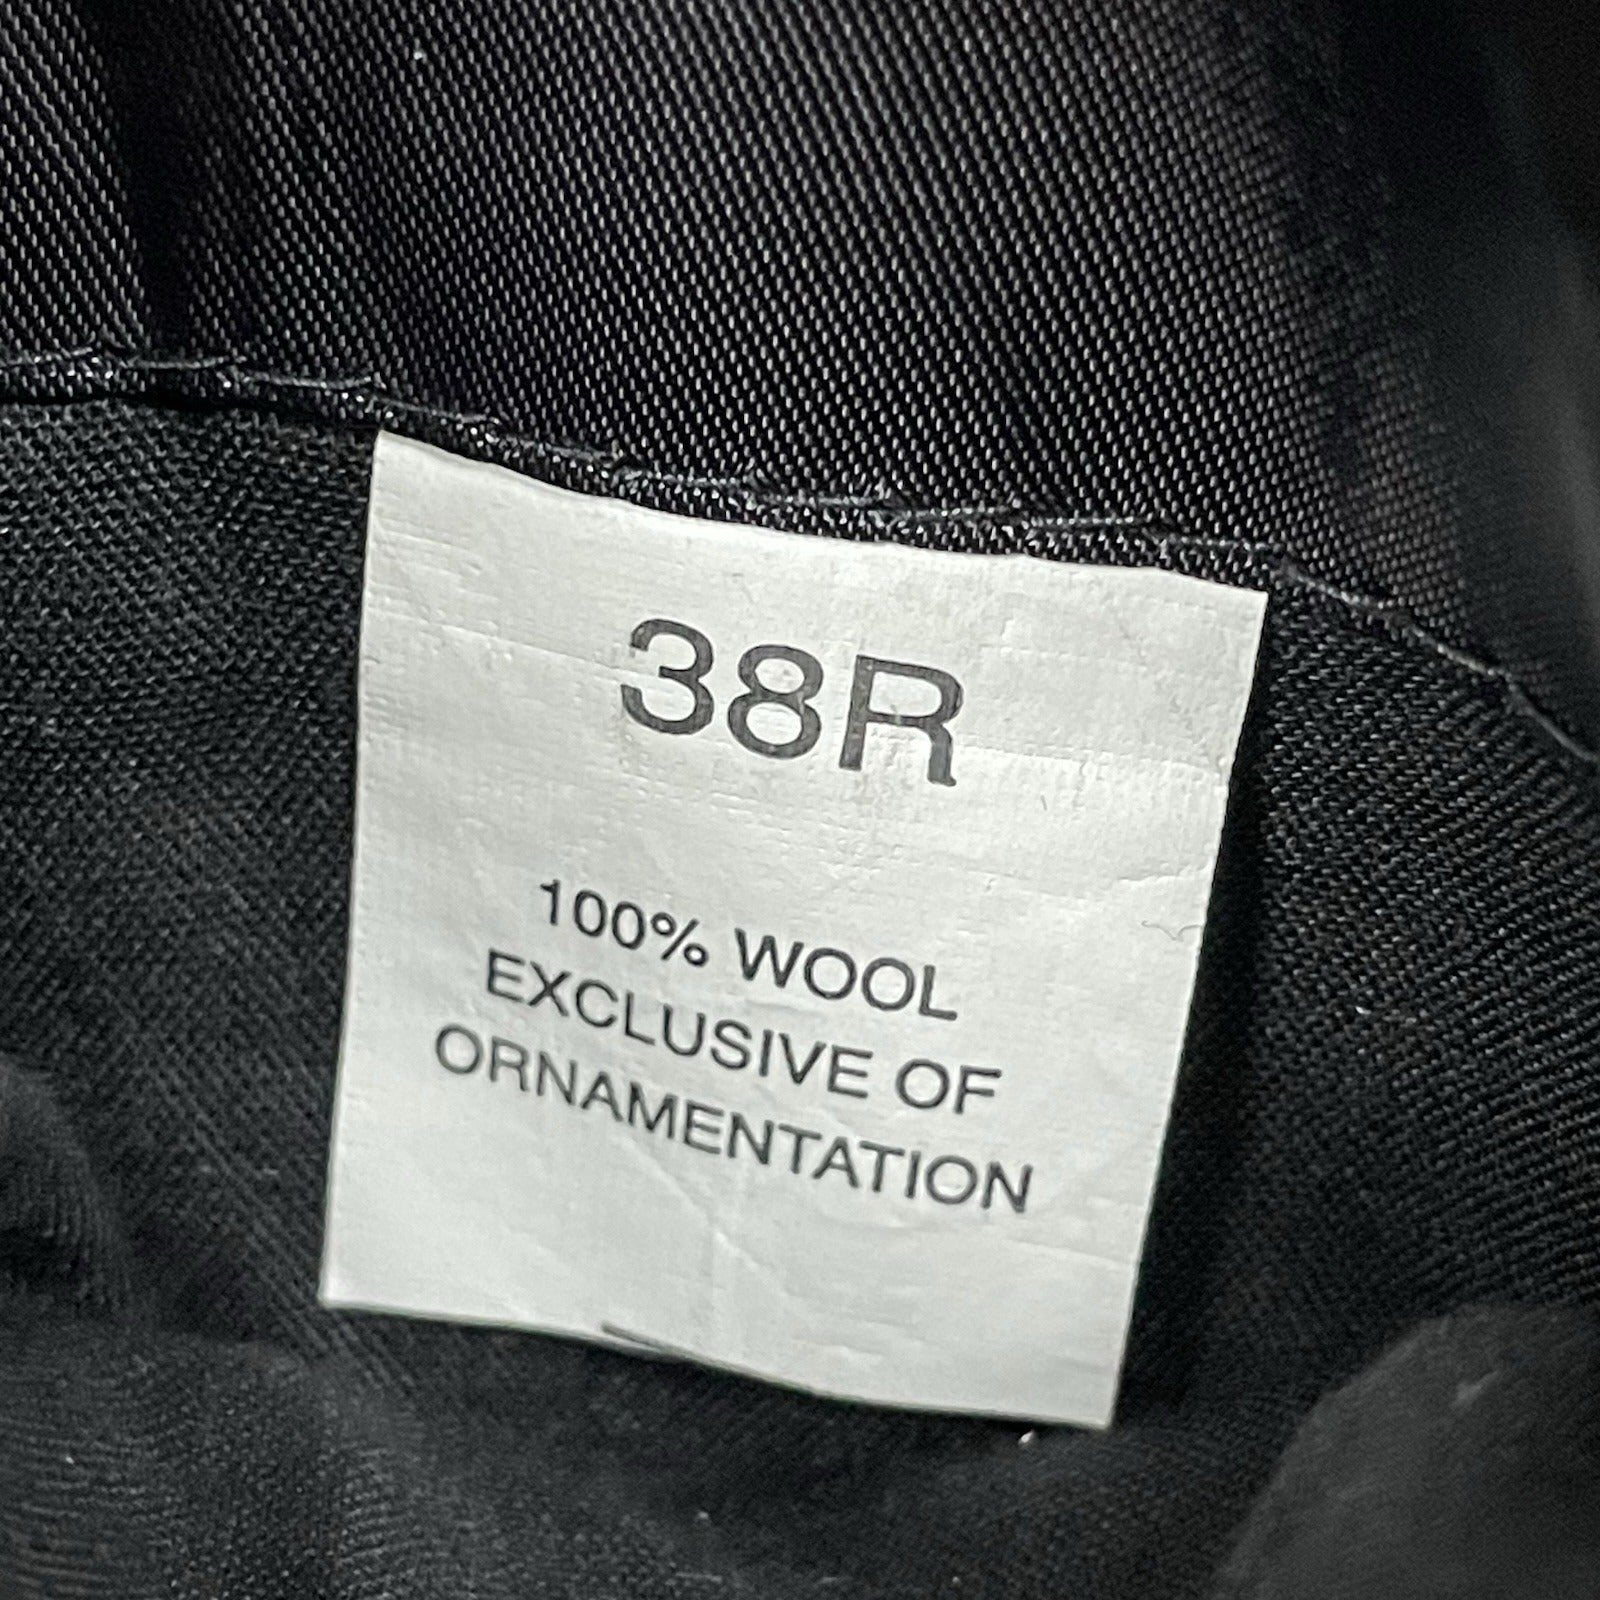 38R
100% WOOL
EXCLUSIVE OF
ORNAMENTATION